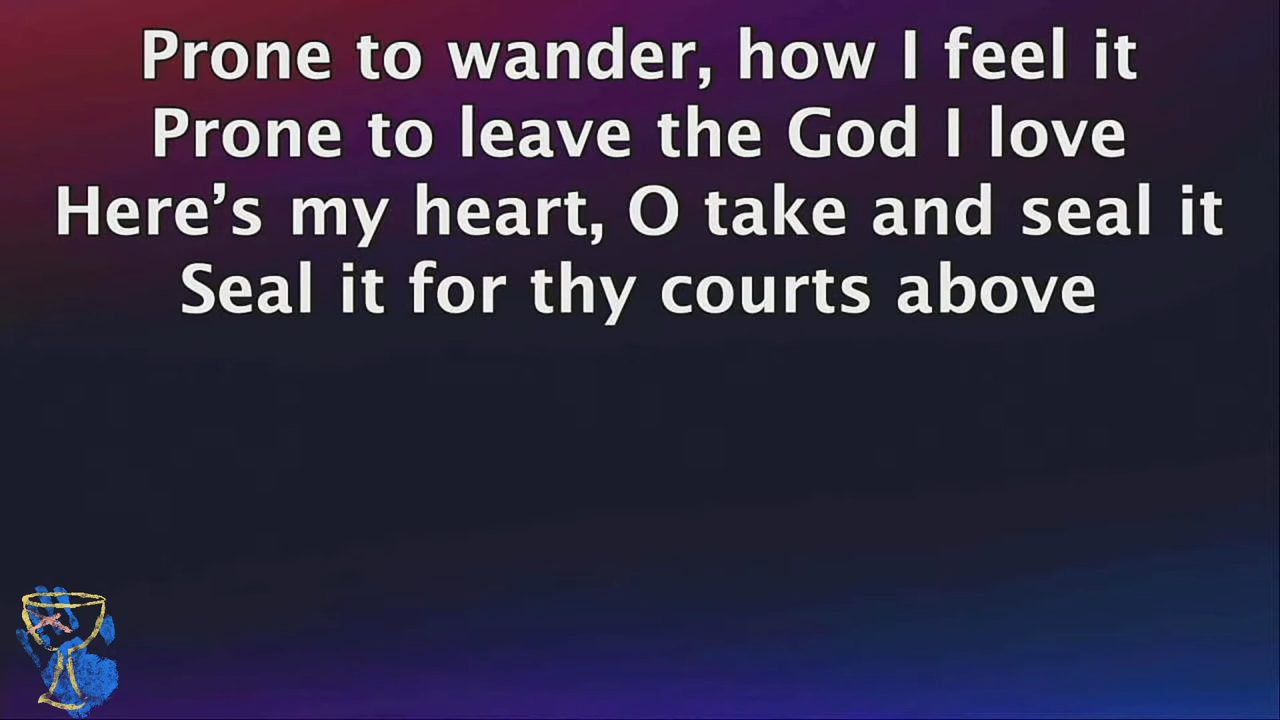 Prone to wander, how I feel it
Prone to leave the God I love
Here’s my heart, O take and seal it
Seal it for thy courts above